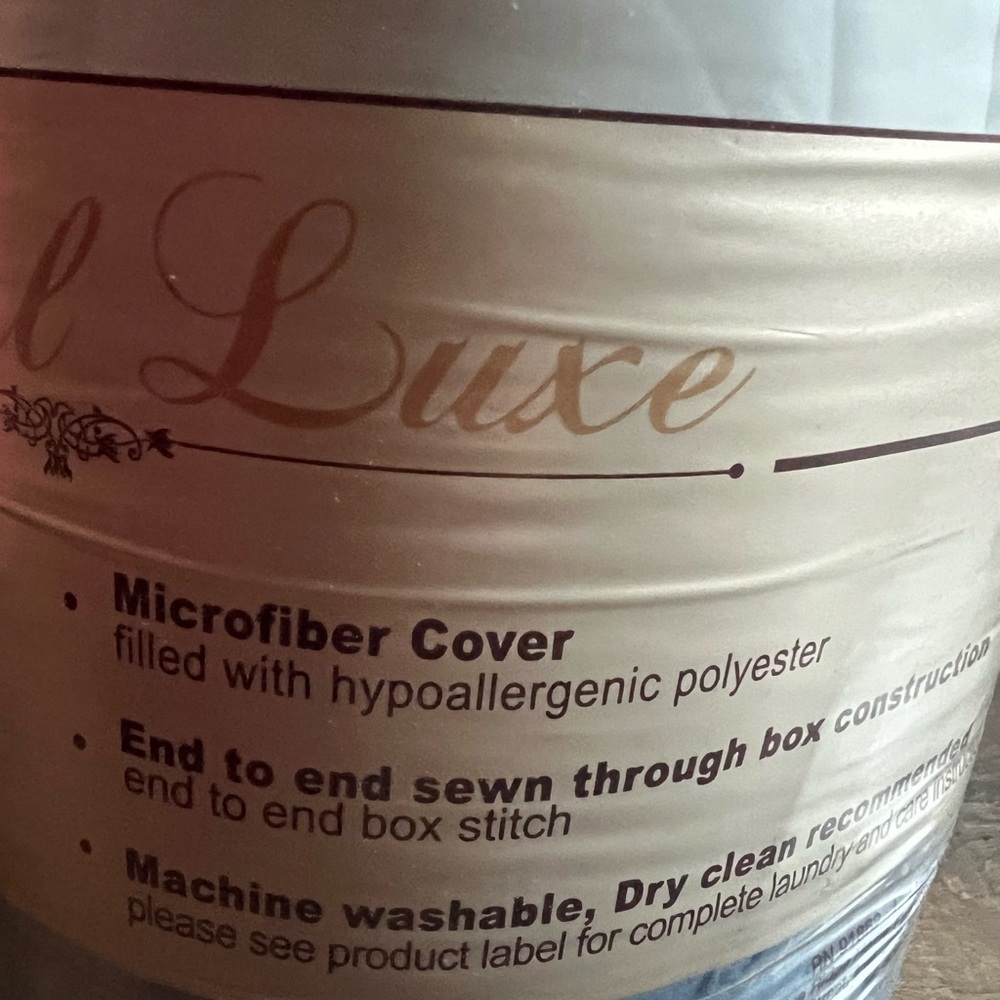 l Luxe
• Microfiber Cover
filled with hypoallergenic polyester
• End to end sewn through box construction
end to end box stitch
• Machine washable, Dry clean recommended
please see product label for complete laundry and care